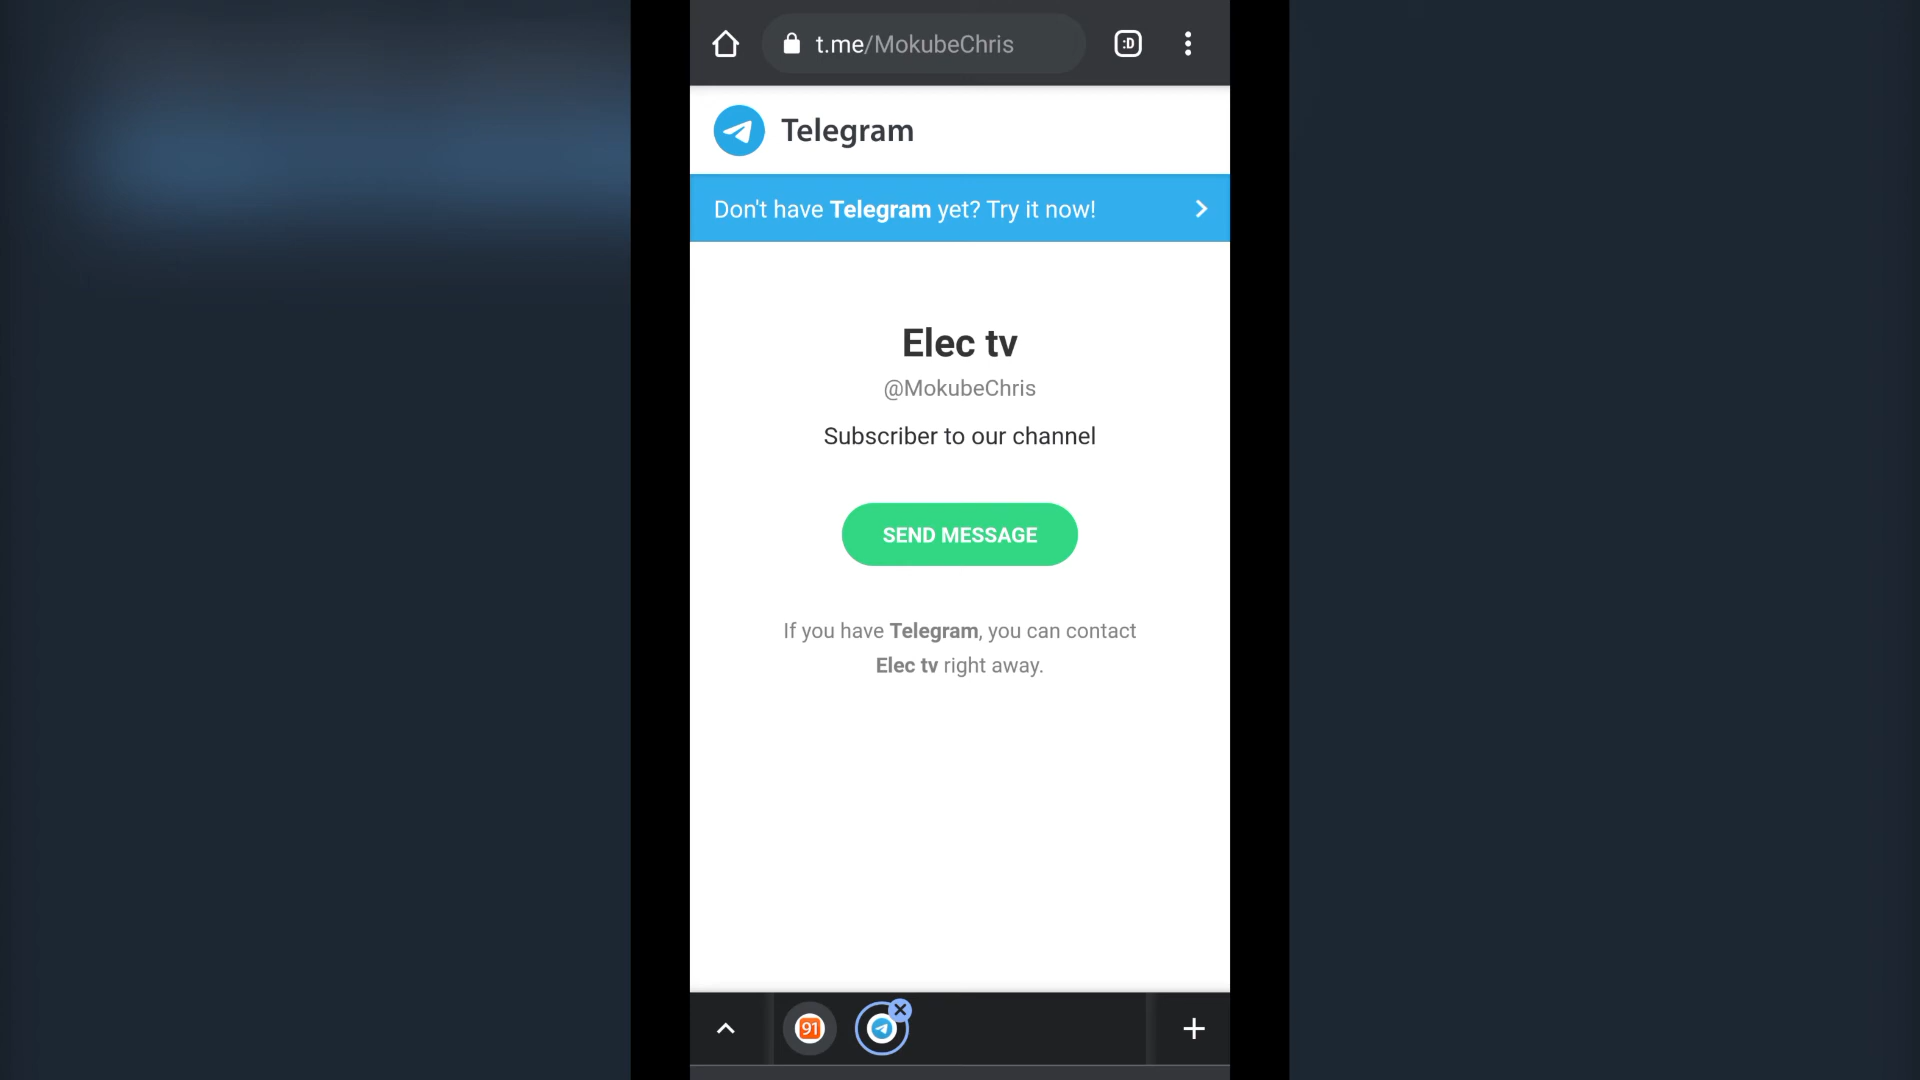 t.me/MokubeChris
:D
Telegram
Don't have Telegram yet? Try it now!
Elec tv
@MokubeChris
Subscriber to our channel
SEND MESSAGE
If you have Telegram, you can contact
Elec tv right away.
91